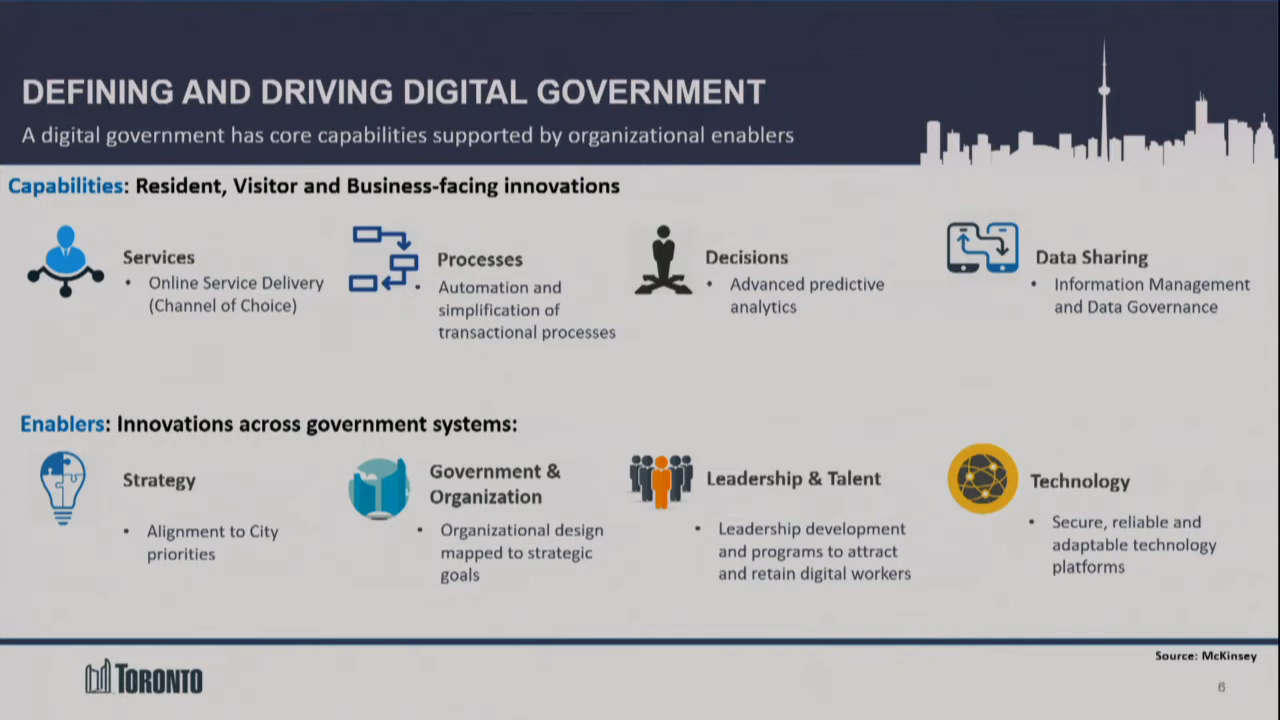 DEFINING AND DRIVING DIGITAL GOVERNMENT
A digital government has core capabilities supported by organizational enablers
Capabilities: Resident, Visitor and Business-facing innovations
Services
• Online Service Delivery
(Channel of Choice)
Processes
• Automation and
simplification of
transactional processes
Decisions
• Advanced predictive
analytics
Data Sharing
• Information Management
and Data Governance
Enablers: Innovations across government systems:
Strategy
• Alignment to City
priorities
Government &
Organization
• Organizational design
mapped to strategic
goals
Leadership & Talent
• Leadership development
and programs to attract
and retain digital workers
Technology
• Secure, reliable and
adaptable technology
platforms
Source: McKinsey
TORONTO
6